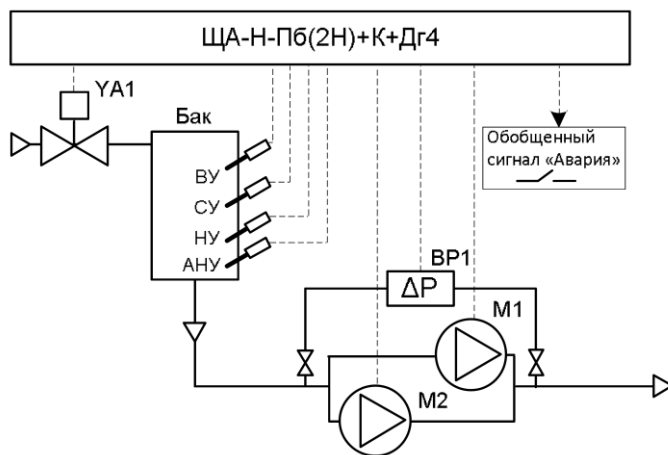 ЩА-Н-Пб(2Н)+К+Дг4
YA1
Бак
Обобщенный
сигнал «Авария»
ВУ
СУ
НУ
АНУ
BP1
ΔP
M1
M2